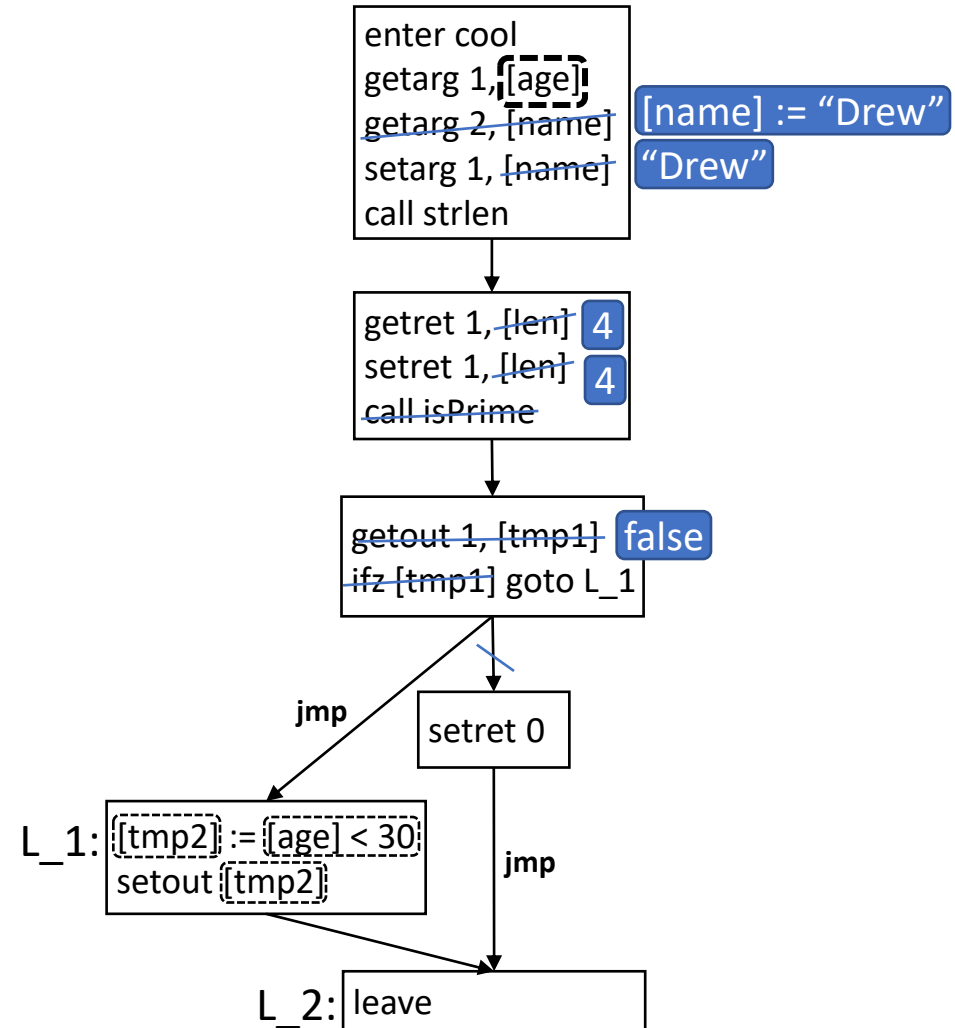 enter cool
getarg 1, [age]
getarg 2, [name] [name] := “Drew”
setarg 1, [name] “Drew”
call strlen
getret 1, [len] 4
setret 1, [len] 4
call isPrime
getout 1, [tmp1] false
ifz [tmp1] goto L_1
jmp
setret 0
L_1: [tmp2] := [age] < 30
setout [tmp2]
jmp
L_2: leave